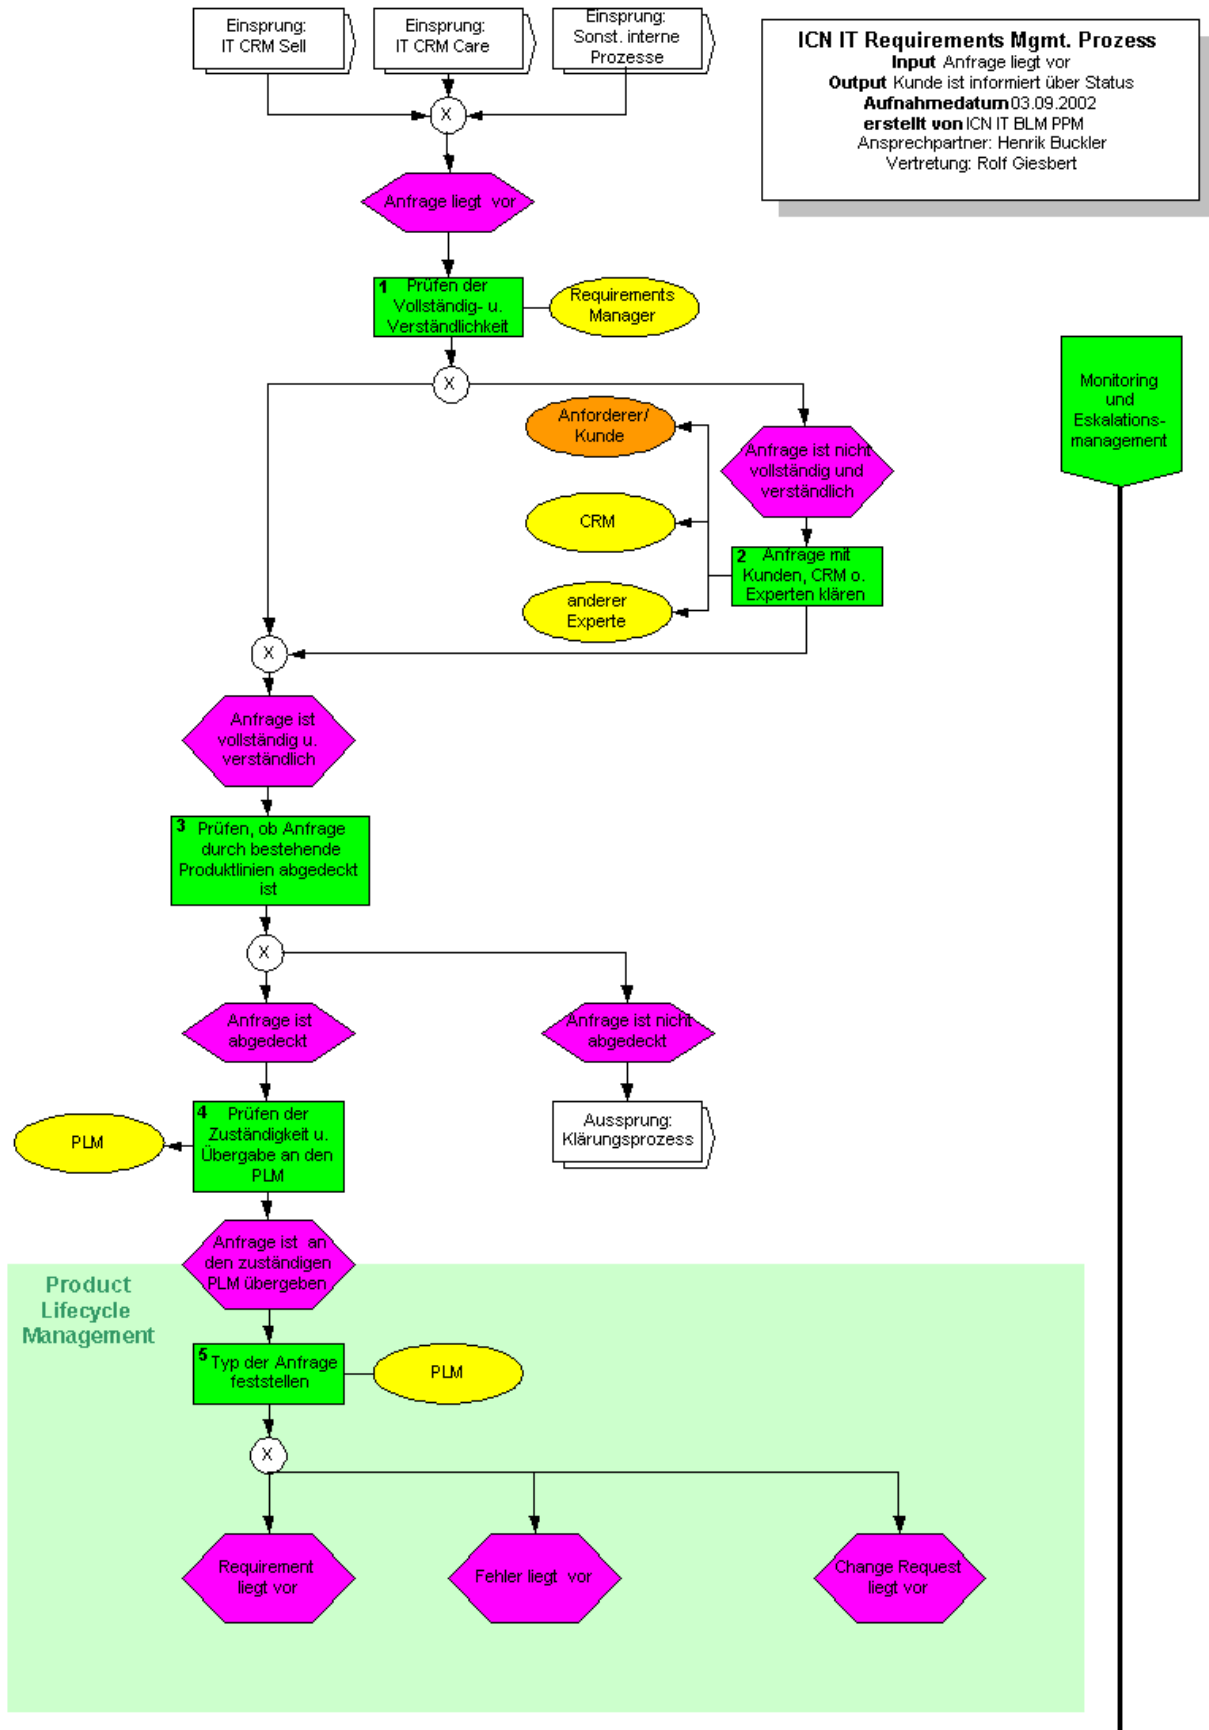 Einsprung:
IT CRM Sell
Einsprung:
IT CRM Care
Einsprung:
Sonst. interne
Prozesse
ICN IT Requirements Mgmt. Prozess
Input Anfrage liegt vor
Output Kunde ist informiert über Status
Aufnahmedatum 03.09.2002
erstellt von ICN IT BLM PPM
Ansprechpartner: Henrik Buckler
Vertretung: Rolf Giesbert
X
Anfrage liegt vor
1 Prüfen der
Vollständig- u.
Verständlichkeit
Requirements
Manager
X
Monitoring
und
Eskalations-
management
Anforderer/
Kunde
Anfrage ist nicht
vollständig und
verständlich
CRM
2 Anfrage mit
Kunden, CRM o.
Experten klären
anderer
Experte
X
Anfrage ist
vollständig u.
verständlich
3 Prüfen, ob Anfrage
durch bestehende
Produktlinien abgedeckt
ist
X
Anfrage ist
abgedeckt
Anfrage ist nicht
abgedeckt
4 Prüfen der
Zuständigkeit u.
Übergabe an den
PLM
PLM
Aussprung:
Klärungsprozess
Anfrage ist an
den zuständigen
PLM übergeben
Product
Lifecycle
Management
5 Typ der Anfrage
feststellen
PLM
X
Requirement
liegt vor
Fehler liegt vor
Change Request
liegt vor